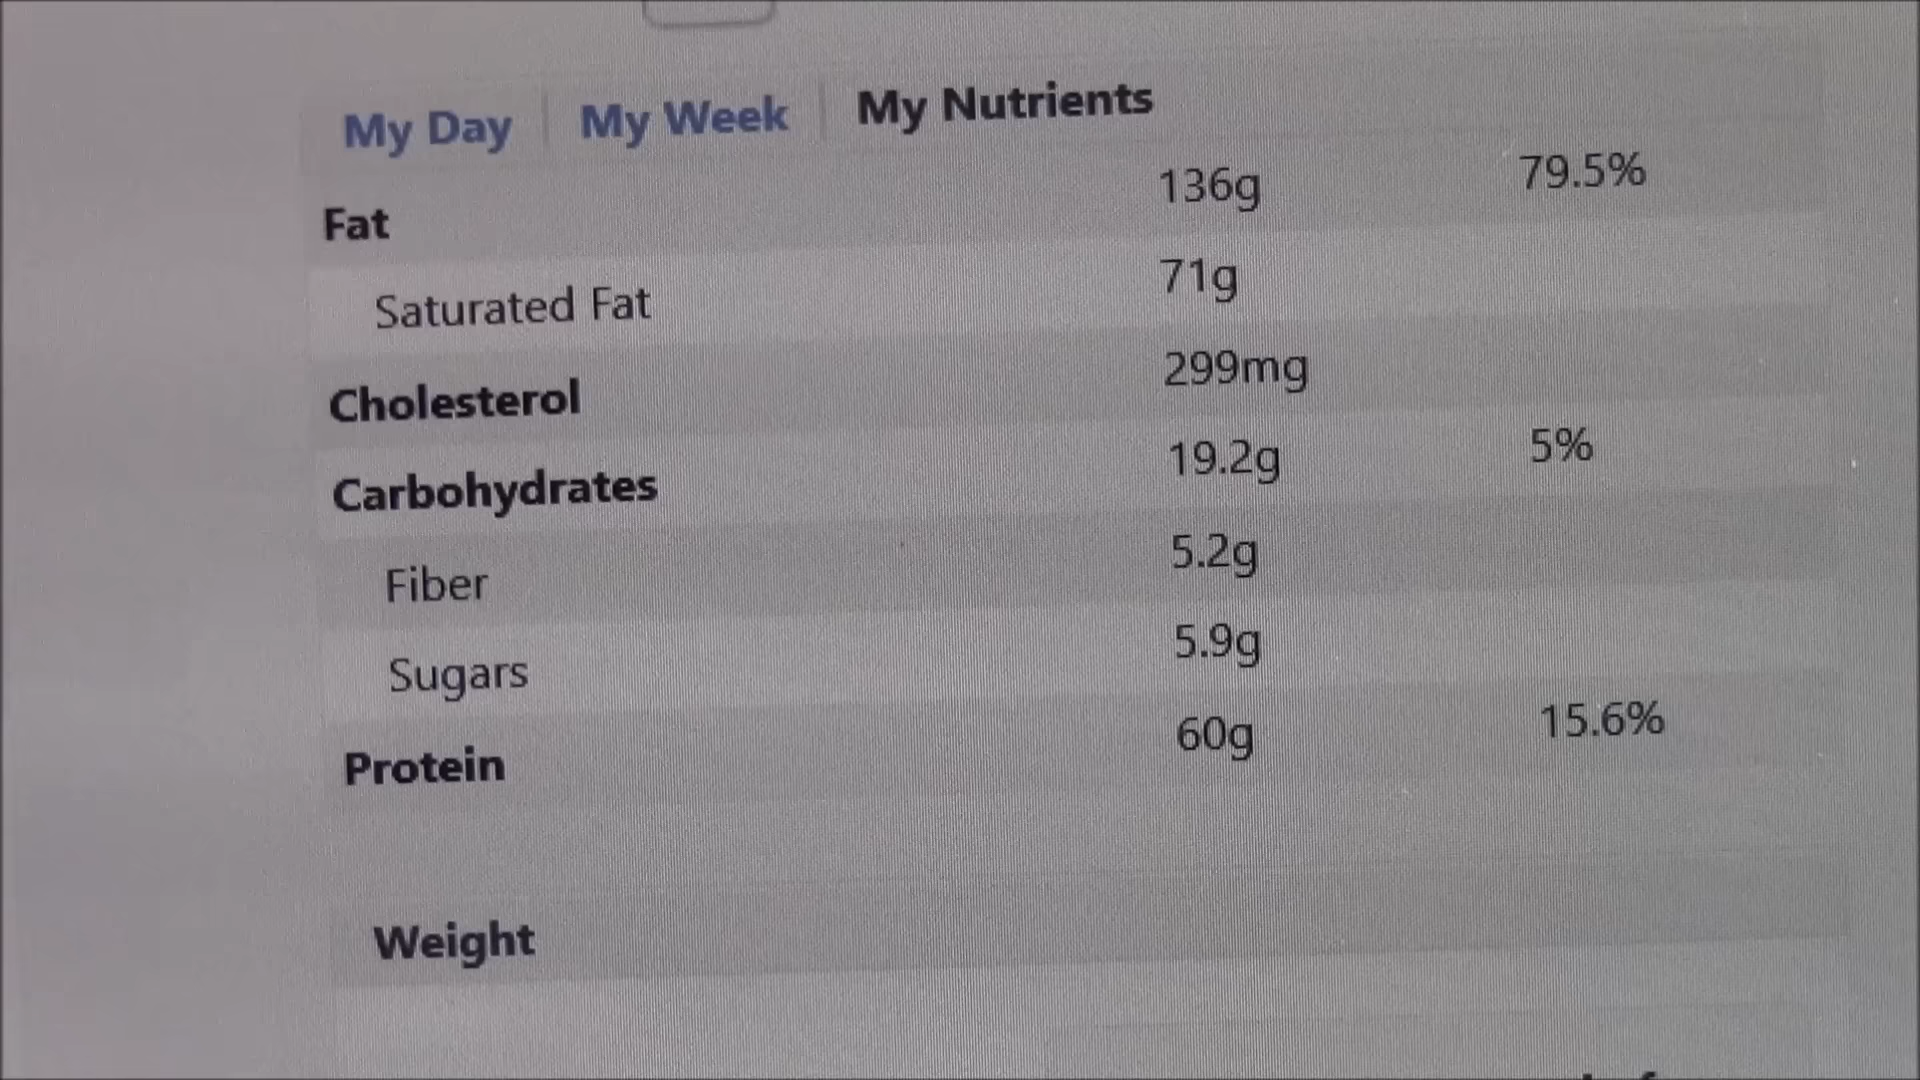 My Day My Week My Nutrients
Fat 136g 79.5%
Saturated Fat 71g
Cholesterol 299mg
Carbohydrates 19.2g 5%
Fiber 5.2g
Sugars 5.9g
Protein 60g 15.6%
Weight